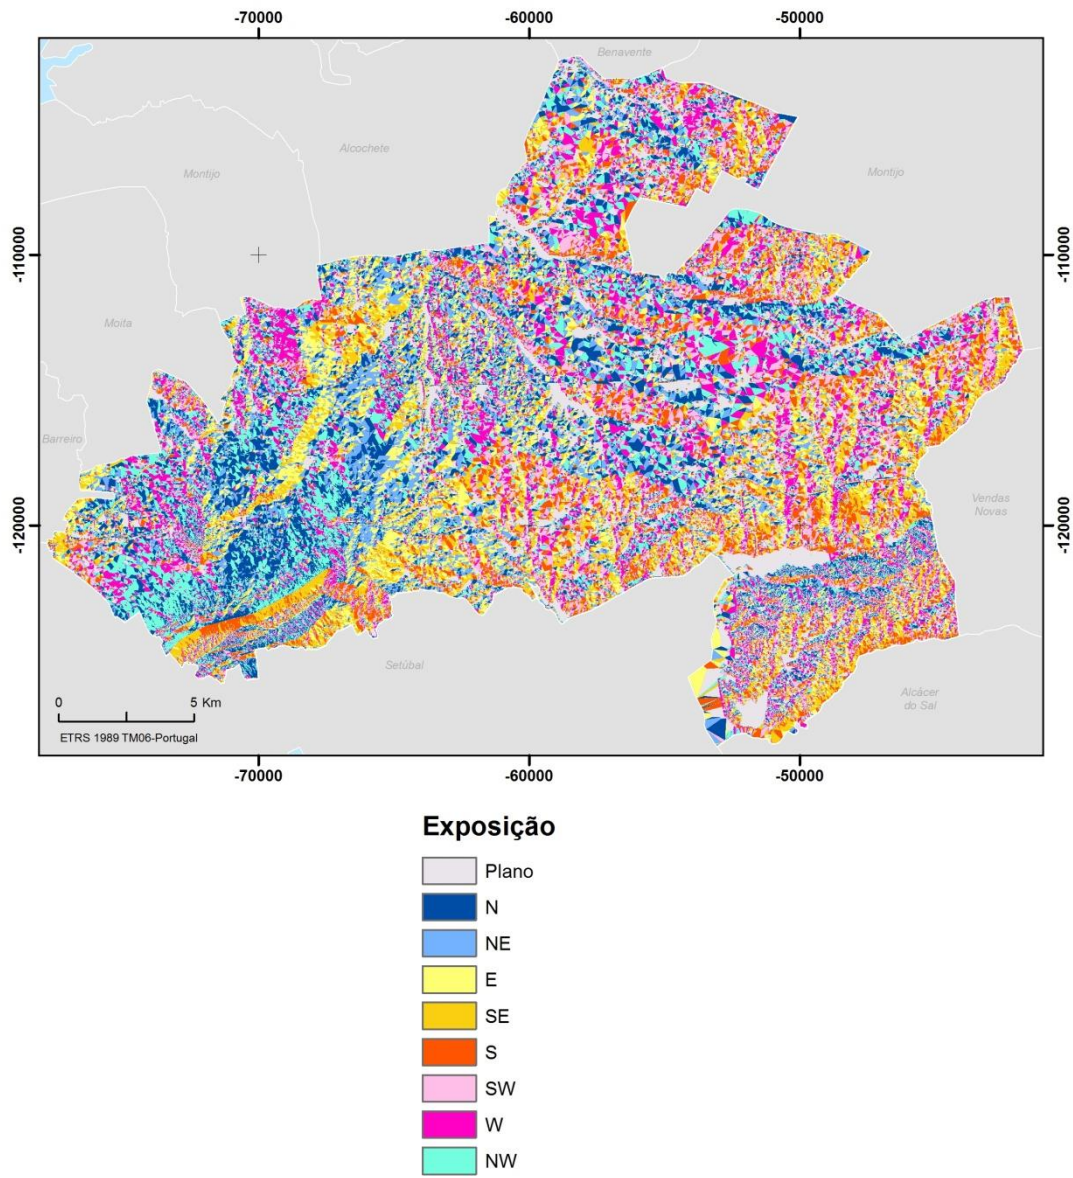 -70000
-60000
-50000
Benavente
Alcochete
Montijo
Montijo
-110000
-110000
Moita
Barreiro
Vendas
Novas
-120000
-120000
Setúbal
Alcácer
do Sal
0
5 Km
ETRS 1989 TM06-Portugal
-70000
-60000
-50000
Exposição
Plano
N
NE
E
SE
S
SW
W
NW